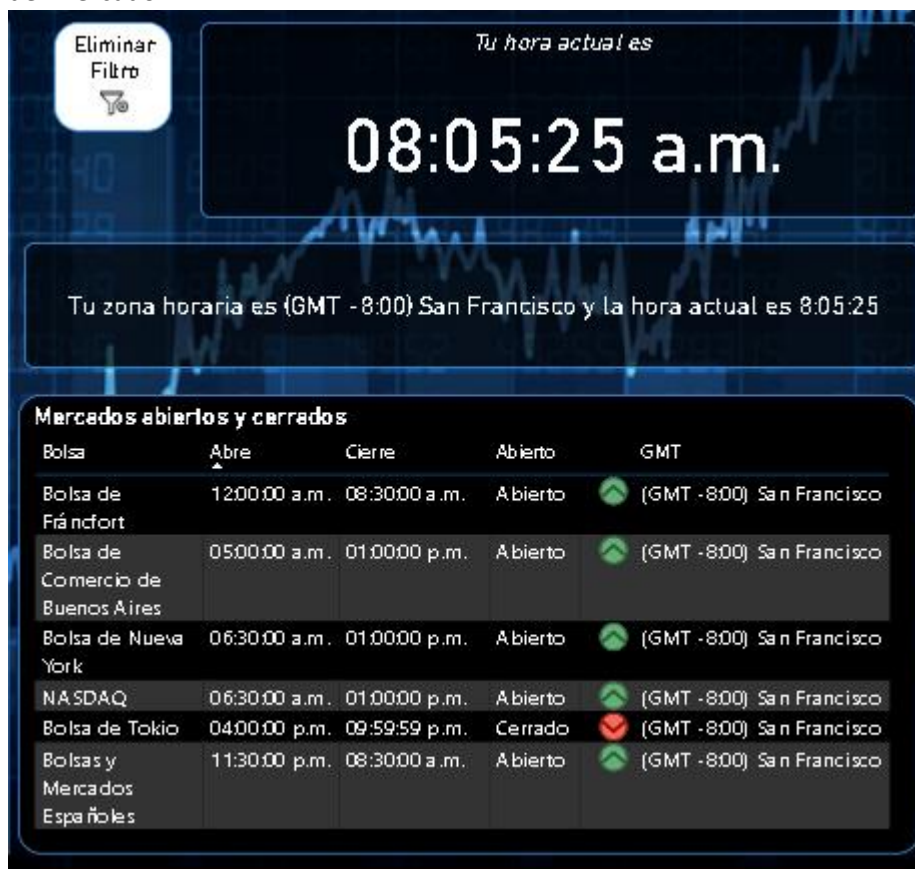 Eliminar
Filtro
Tu hora actual es
08:05:25 a.m.
Tu zona horaria es (GMT -8:00) San Francisco y la hora actual es 8:05:25
Mercados abiertos y cerrados
Bolsa Abre Cierre Abierto GMT
Bolsa de Fráncfort 12:00:00 a.m. 08:30:00 a.m. Abierto (GMT -8:00) San Francisco
Bolsa de Comercio de Buenos Aires 05:00:00 a.m. 01:00:00 p.m. Abierto (GMT -8:00) San Francisco
Bolsa de Nueva York 06:30:00 a.m. 01:00:00 p.m. Abierto (GMT -8:00) San Francisco
NASDAQ 06:30:00 a.m. 01:00:00 p.m. Abierto (GMT -8:00) San Francisco
Bolsa de Tokio 04:00:00 p.m. 09:59:59 p.m. Cerrado (GMT -8:00) San Francisco
Bolsas y Mercados Españoles 11:30:00 p.m. 08:30:00 a.m. Abierto (GMT -8:00) San Francisco